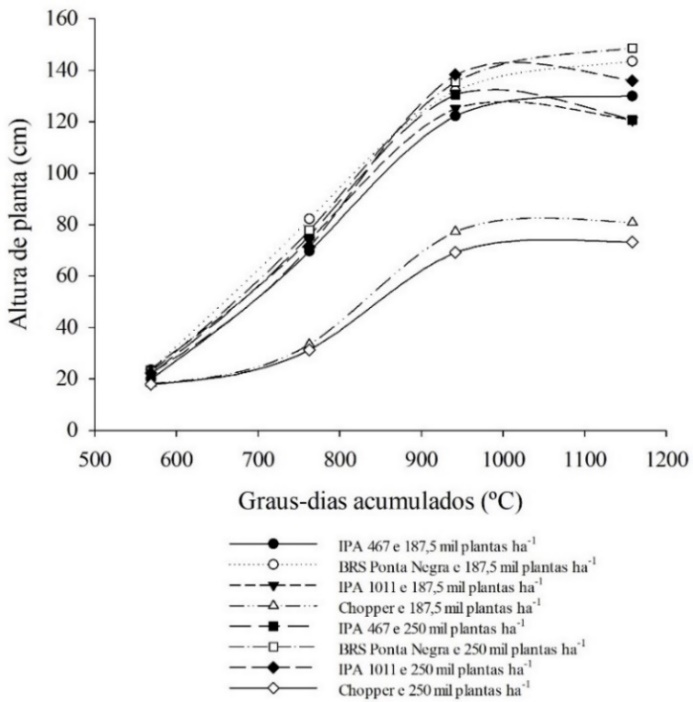 Altura de planta (cm)
160
140
120
100
80
60
40
20
0
500 600 700 800 900 1000 1100 1200
Graus-dias acumulados (ºC)
IPA 467 e 187,5 mil plantas ha⁻¹
BRS Ponta Negra e 187,5 mil plantas ha⁻¹
IPA 1011 e 187,5 mil plantas ha⁻¹
Chopper e 187,5 mil plantas ha⁻¹
IPA 467 e 250 mil plantas ha⁻¹
BRS Ponta Negra e 250 mil plantas ha⁻¹
IPA 1011 e 250 mil plantas ha⁻¹
Chopper e 250 mil plantas ha⁻¹